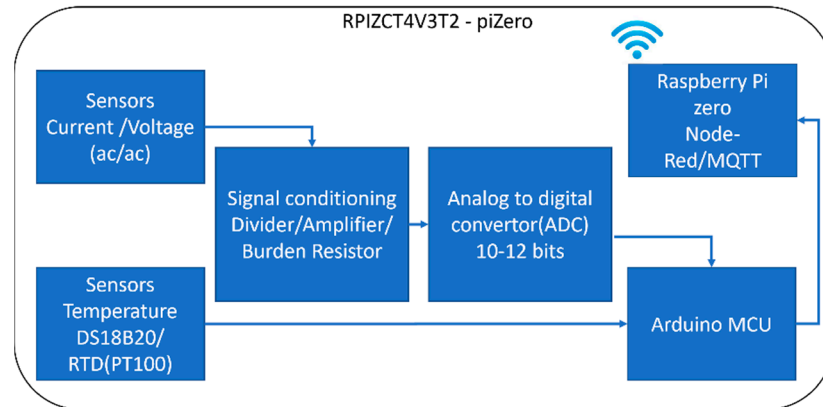 RPIZCT4V3T2 - piZero
Sensors
Current /Voltage
(ac/ac)
Raspberry Pi
zero
Node-
Red/MQTT
Signal conditioning
Divider/Amplifier/
Burden Resistor
Analog to digital
convertor(ADC)
10-12 bits
Sensors
Temperature
DS18B20/
RTD(PT100)
Arduino MCU